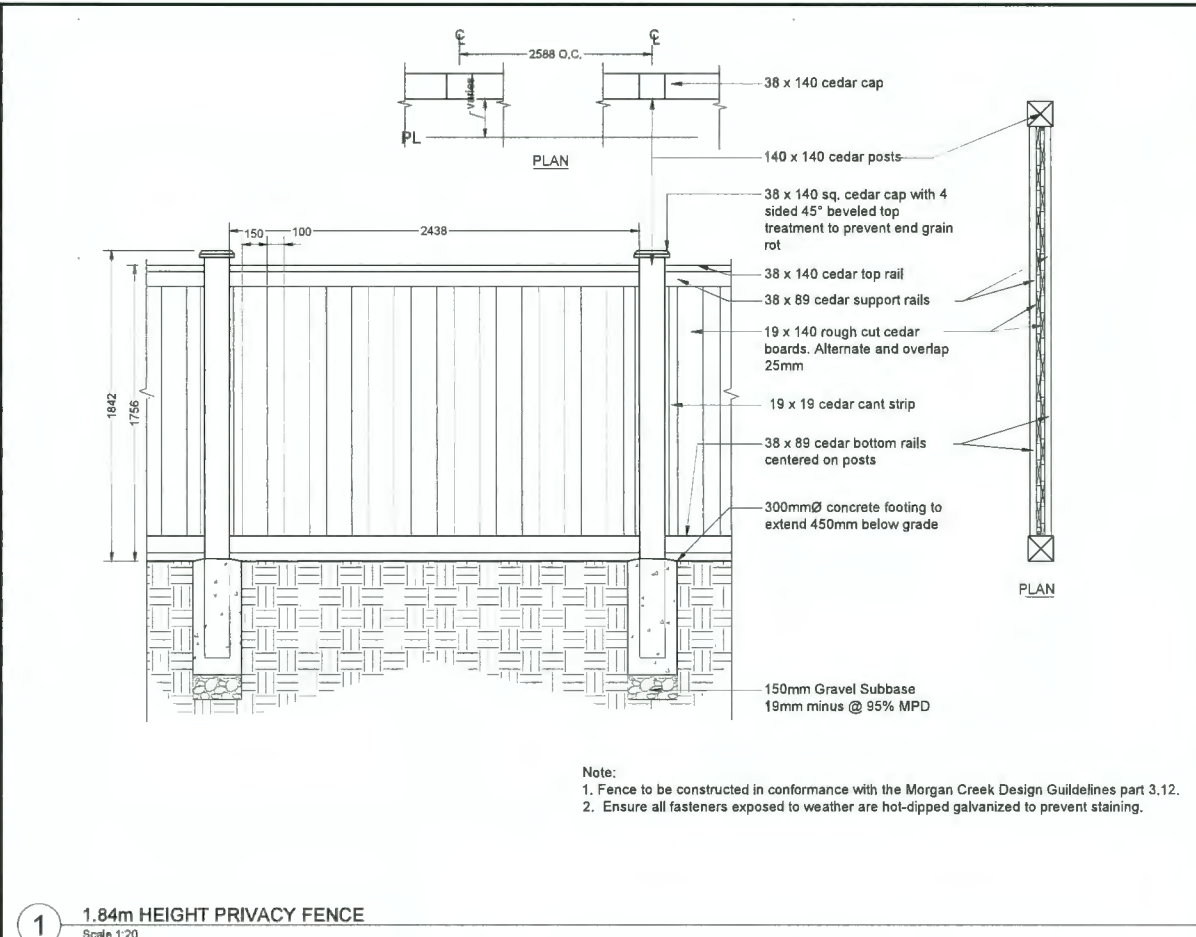 ℄ ℄
2588 O.C.
38 x 140 cedar cap
varies
PL
PLAN
140 x 140 cedar posts
38 x 140 sq. cedar cap with 4
sided 45° beveled top
treatment to prevent end grain
rot
150 100 2438
38 x 140 cedar top rail
38 x 89 cedar support rails
19 x 140 rough cut cedar
boards. Alternate and overlap
25mm
1842
1756
19 x 19 cedar cant strip
38 x 89 cedar bottom rails
centered on posts
300mmØ concrete footing to
extend 450mm below grade
PLAN
150mm Gravel Subbase
19mm minus @ 95% MPD
Note:
1. Fence to be constructed in conformance with the Morgan Creek Design Guildelines part 3.12.
2. Ensure all fasteners exposed to weather are hot-dipped galvanized to prevent staining.
1 1.84m HEIGHT PRIVACY FENCE
Scale 1:20